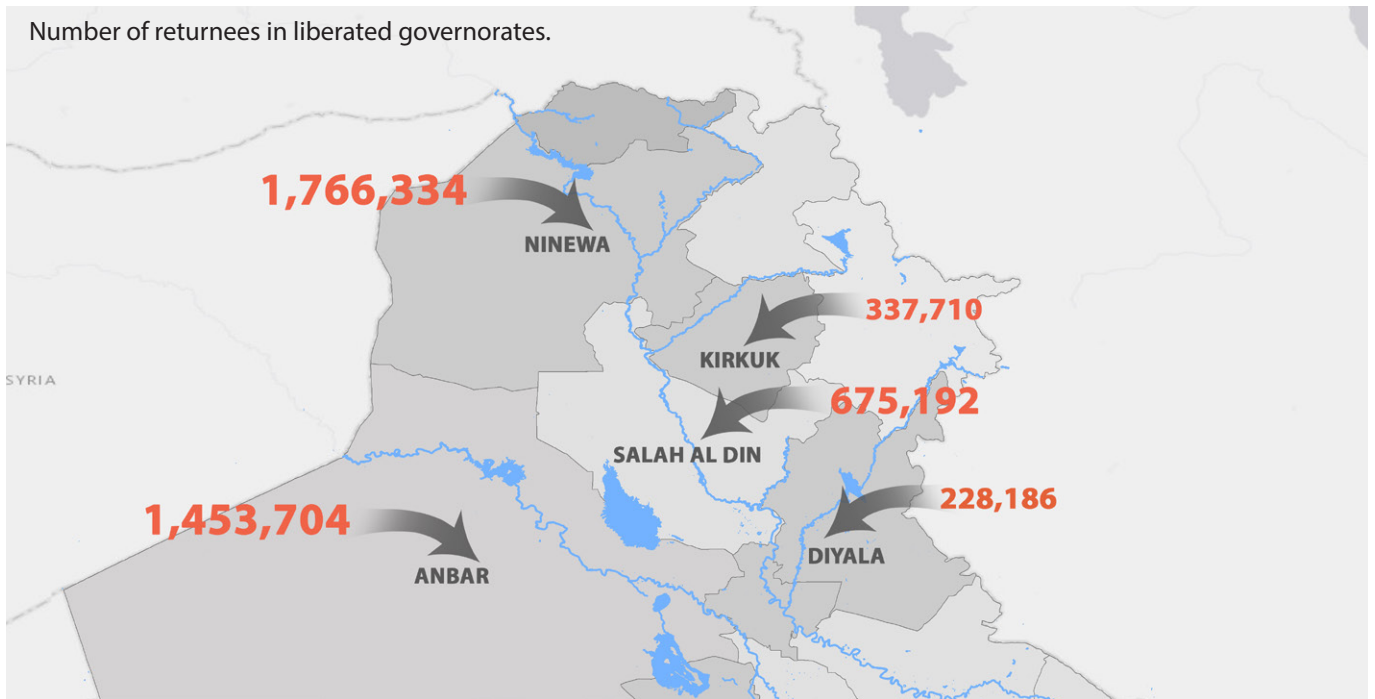 Number of returnees in liberated governorates.
1,766,334
NINEWA
337,710
KIRKUK
SYRIA
675,192
SALAH AL DIN
228,186
1,453,704
DIYALA
ANBAR